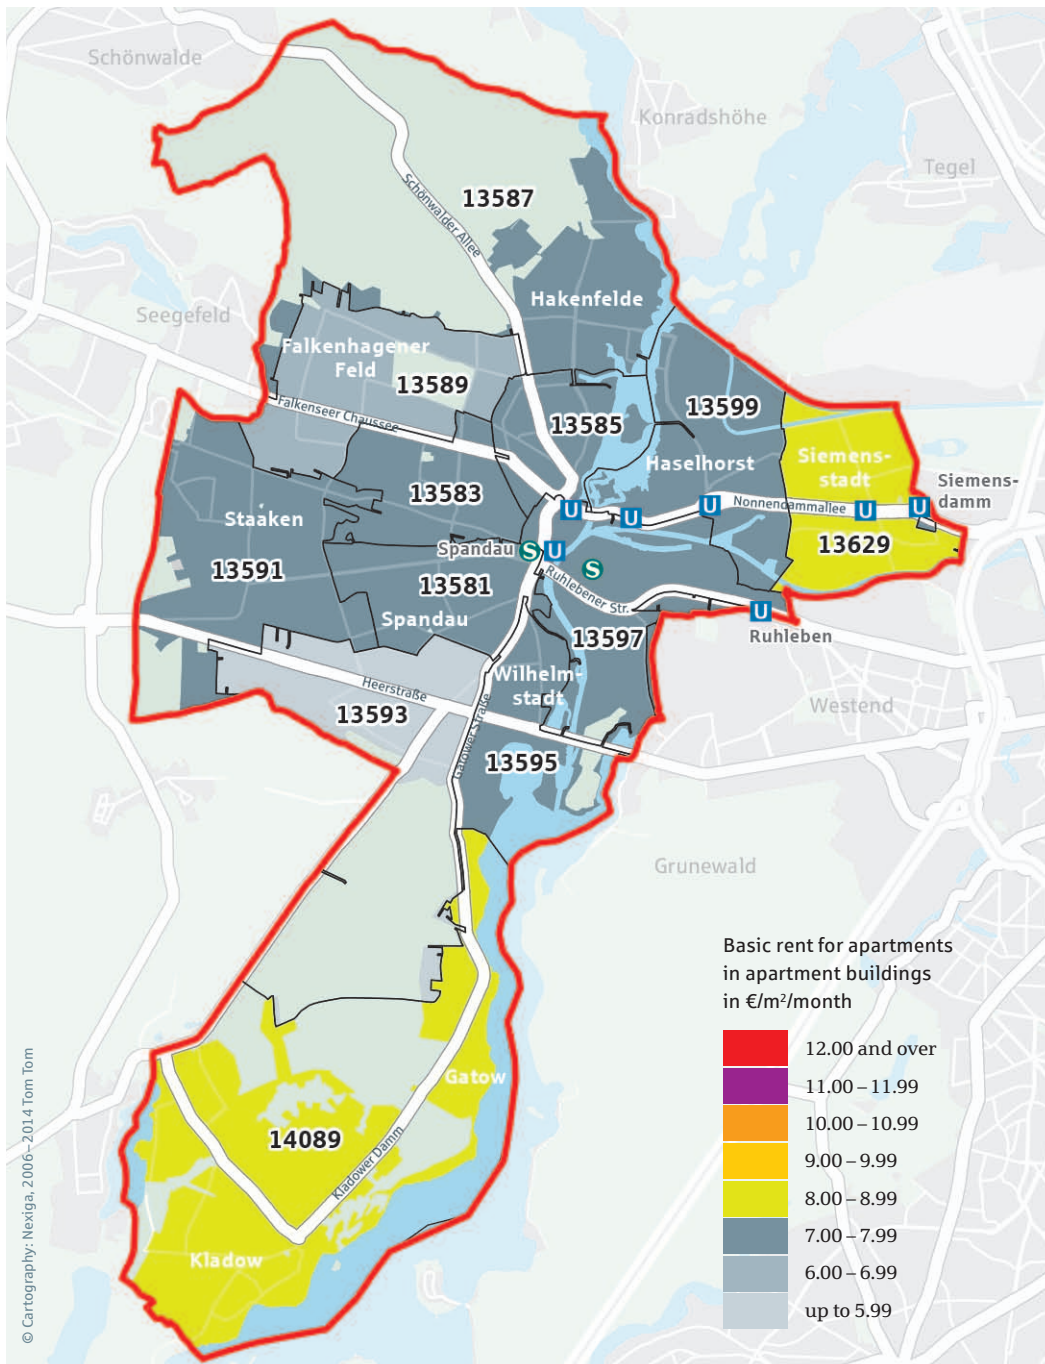 Schönwalde
Konradshöhe
Tegel
13587
Schönwalder Allee
Hakenfelde
Seegefeld
Falkenhagener
Feld
13589
Falkenseer Chaussee
13585
13599
Haselhorst
Siemens-
stadt
Siemens-
damm
13583
Staaken
U
U
U
Nonnendammallee
U
U
13629
Spandau
S
U
S
13591
13581
Ruhlebener Str.
Spandau
U
Ruhleben
13597
Wilhelm-
stadt
Heerstraße
Westend
13593
Gatower Straße
13595
Grunewald
Basic rent for apartments
in apartment buildings
in €/m²/month
12.00 and over
11.00 – 11.99
10.00 – 10.99
9.00 – 9.99
8.00 – 8.99
7.00 – 7.99
6.00 – 6.99
up to 5.99
Gatow
14089
Kladower Damm
Kladow
© Cartography: Nexiga, 2006–2014 Tom Tom